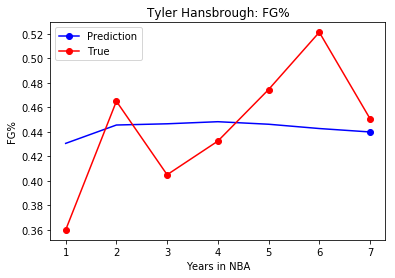 Tyler Hansbrough: FG%
Prediction
True
FG%
0.52
0.50
0.48
0.46
0.44
0.42
0.40
0.38
0.36
1 2 3 4 5 6 7
Years in NBA